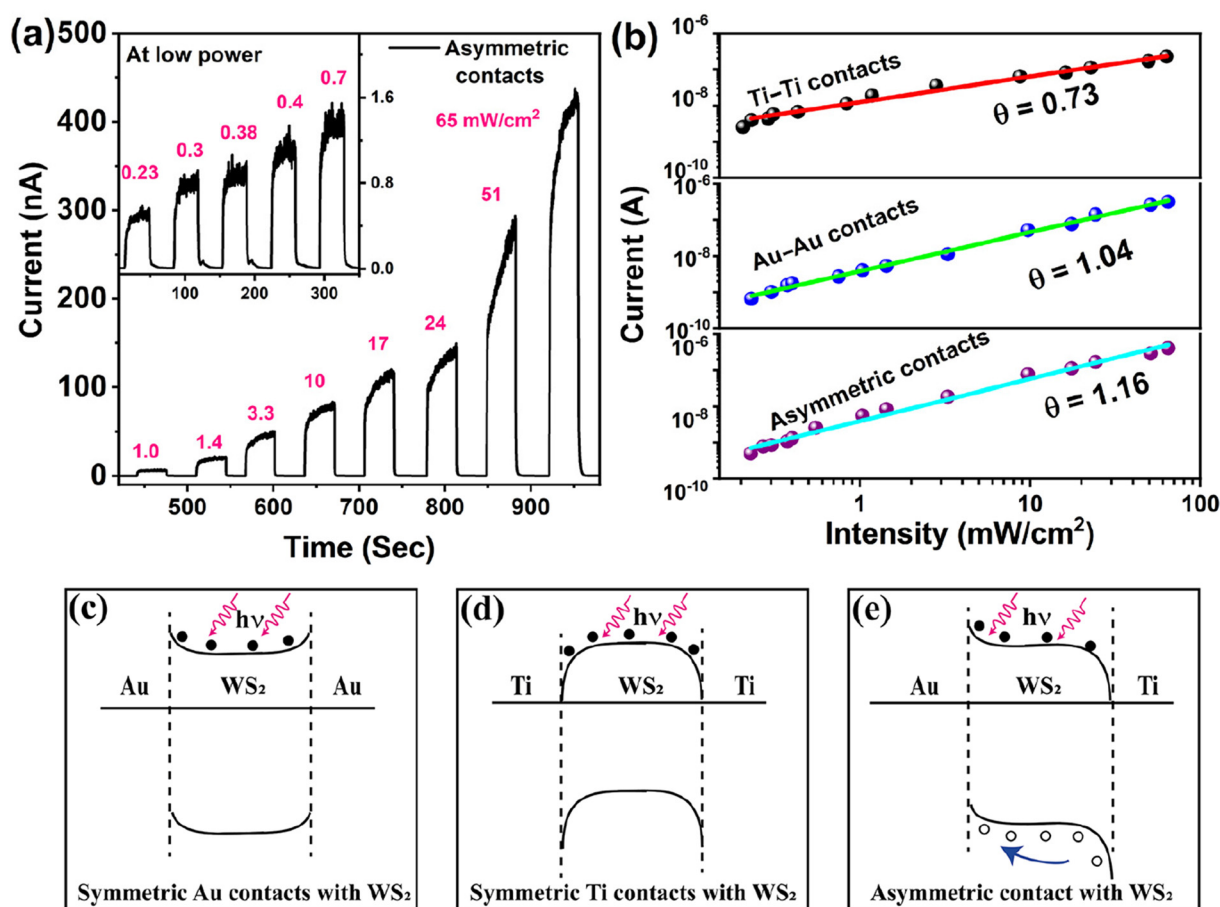 (a)
At low power
Asymmetric
contacts
0.23
0.3
0.38
0.4
0.7
1.6
0.8
0.0
100
200
300
65 mW/cm²
51
24
17
10
3.3
1.4
1.0
500
400
300
200
100
0
Current (nA)
500
600
700
800
900
Time (Sec)
(b)
10⁻⁶
10⁻⁸
10⁻¹⁰
Ti–Ti contacts
θ = 0.73
10⁻⁶
10⁻⁸
10⁻¹⁰
Au–Au contacts
θ = 1.04
10⁻⁶
10⁻⁸
10⁻¹⁰
Asymmetric contacts
θ = 1.16
Current (A)
1
10
100
Intensity (mW/cm²)
(c)
hν
Au
WS₂
Au
Symmetric Au contacts with WS₂
(d)
hν
Ti
WS₂
Ti
Symmetric Ti contacts with WS₂
(e)
hν
Au
WS₂
Ti
Asymmetric contact with WS₂